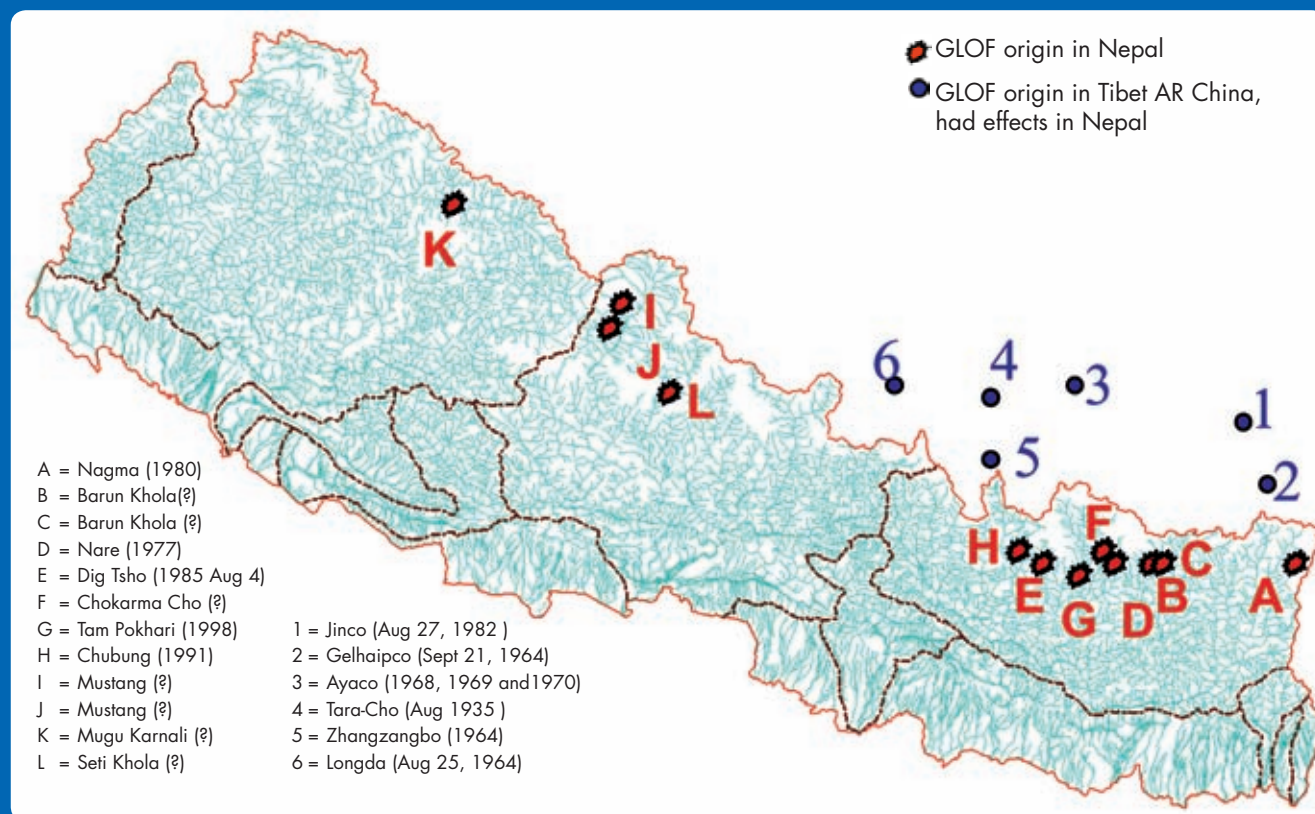 GLOF origin in Nepal
GLOF origin in Tibet AR China,
had effects in Nepal
K
I
J
L
6
4
3
1
5
2
H
F
C
E
G
D
B
A
A = Nagma (1980)
B = Barun Khola(?)
C = Barun Khola (?)
D = Nare (1977)
E = Dig Tsho (1985 Aug 4)
F = Chokarma Cho (?)
G = Tam Pokhari (1998)
H = Chubung (1991)
I = Mustang (?)
J = Mustang (?)
K = Mugu Karnali (?)
L = Seti Khola (?)
1 = Jinco (Aug 27, 1982 )
2 = Gelhaipco (Sept 21, 1964)
3 = Ayaco (1968, 1969 and1970)
4 = Tara-Cho (Aug 1935 )
5 = Zhangzangbo (1964)
6 = Longda (Aug 25, 1964)